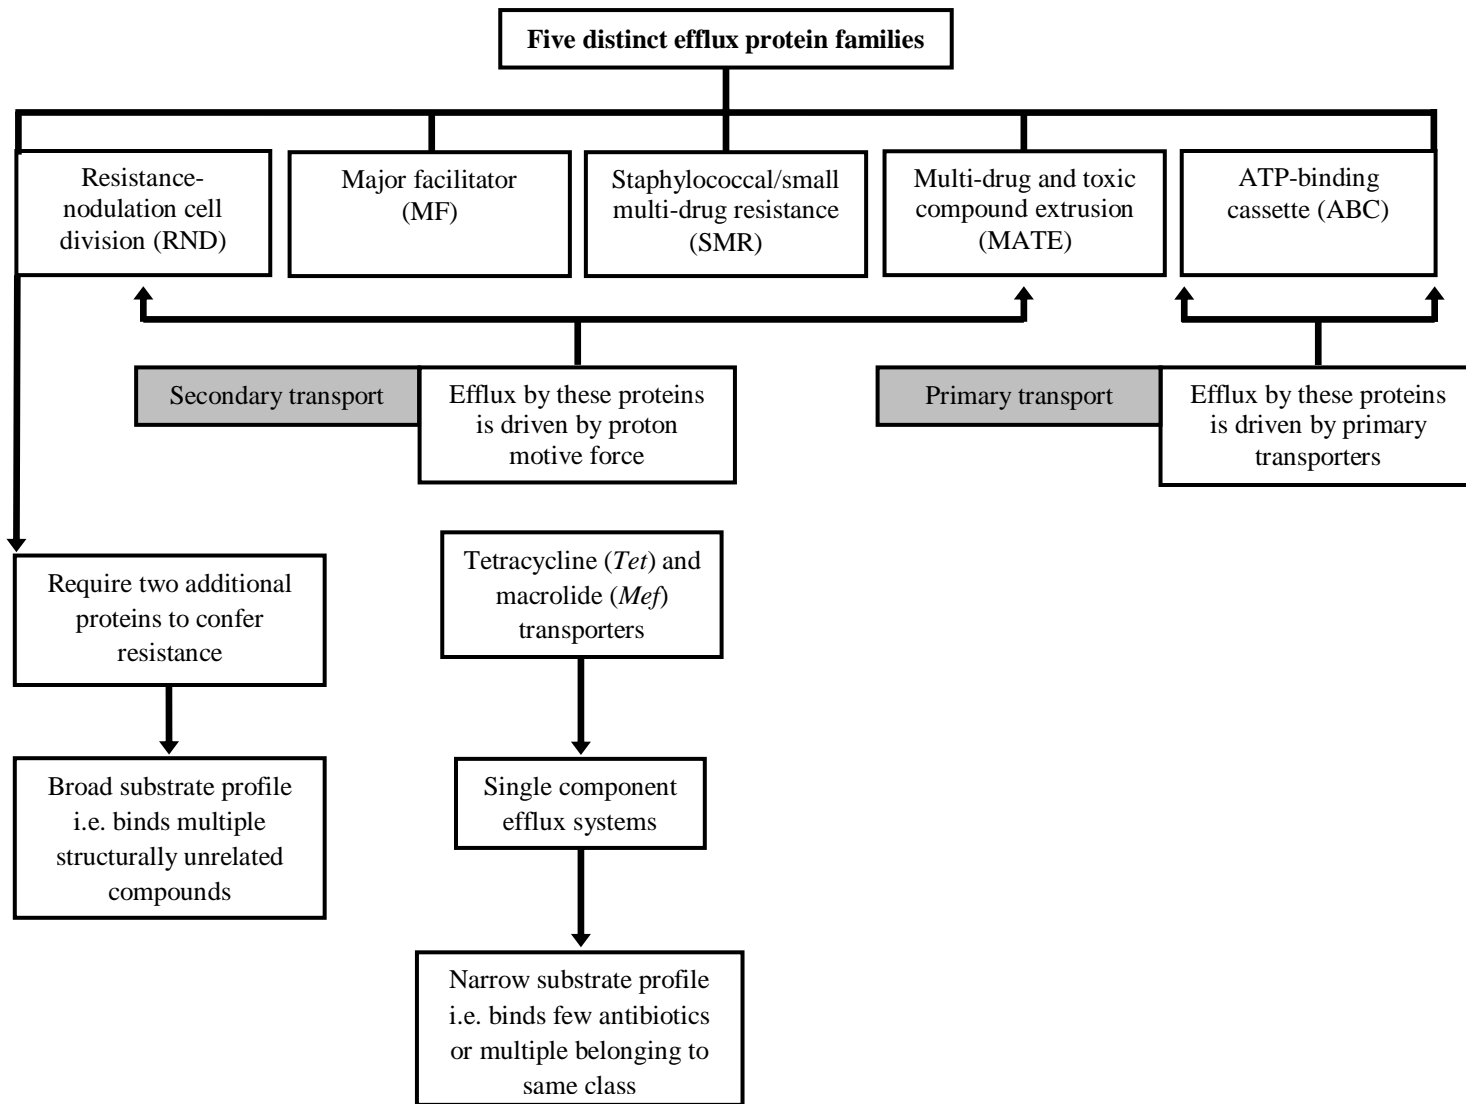 Five distinct efflux protein families
Resistance-
nodulation cell
division (RND)
Major facilitator
(MF)
Staphylococcal/small
multi-drug resistance
(SMR)
Multi-drug and toxic
compound extrusion
(MATE)
ATP-binding
cassette (ABC)
Secondary transport
Efflux by these proteins
is driven by proton
motive force
Primary transport
Efflux by these proteins
is driven by primary
transporters
Require two additional
proteins to confer
resistance
Tetracycline (Tet) and
macrolide (Mef)
transporters
Broad substrate profile
i.e. binds multiple
structurally unrelated
compounds
Single component
efflux systems
Narrow substrate profile
i.e. binds few antibiotics
or multiple belonging to
same class